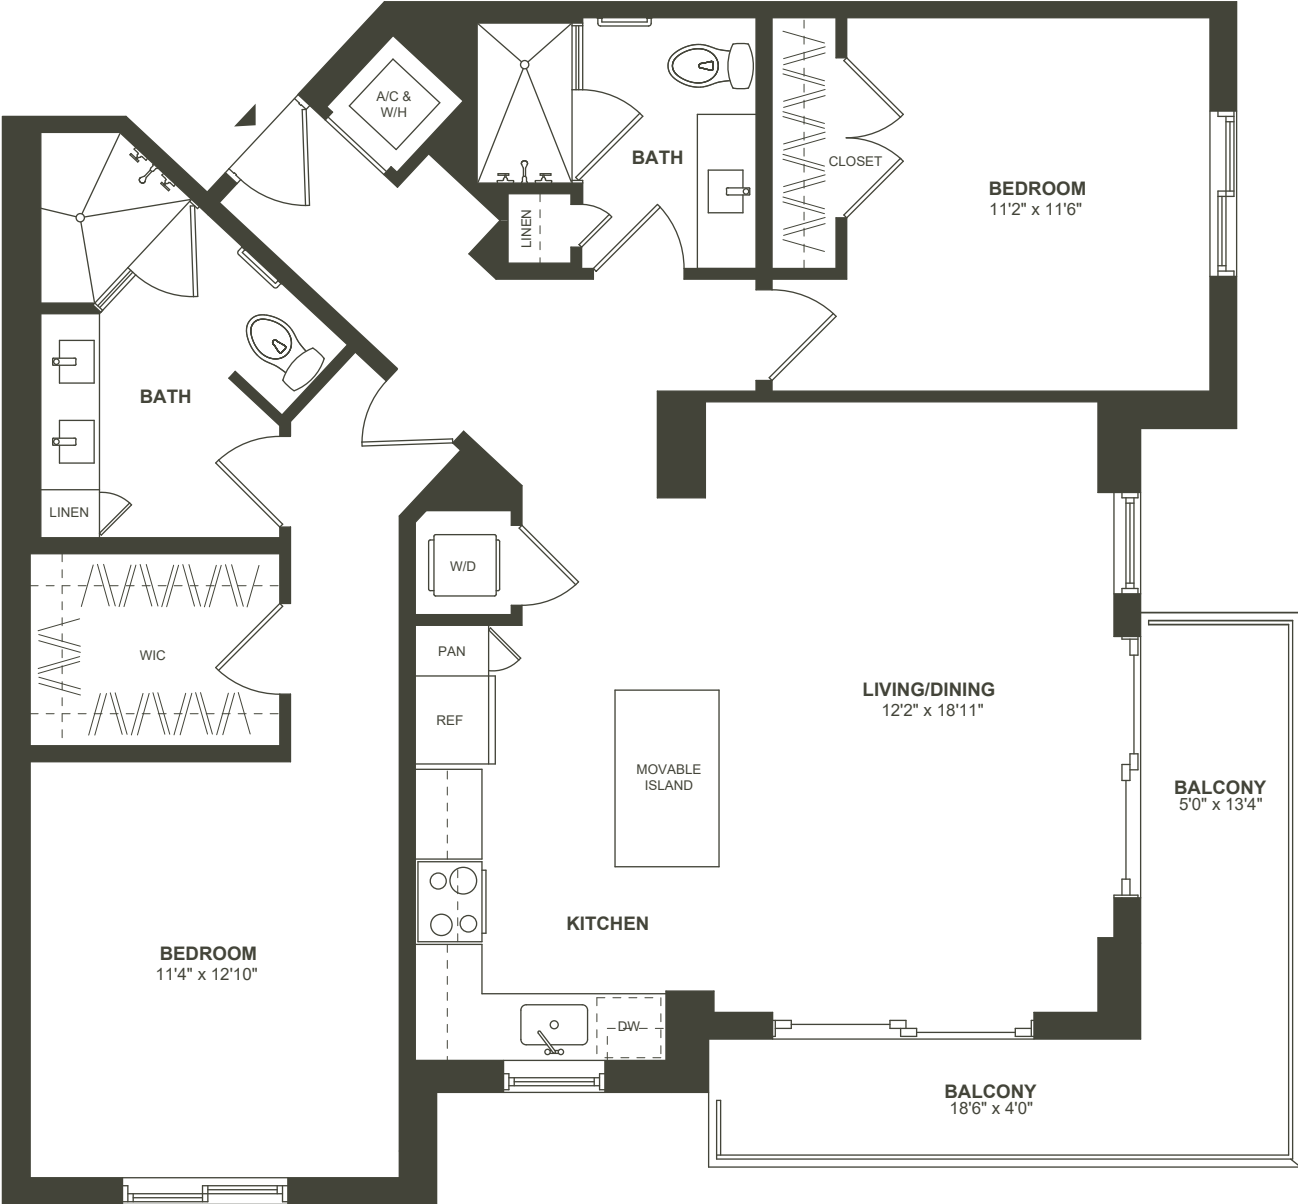 A/C &
W/H
BATH
LINEN
CLOSET
BEDROOM
11'2" x 11'6"
BATH
LINEN
W/D
WIC
PAN
REF
MOVABLE
ISLAND
LIVING/DINING
12'2" x 18'11"
BALCONY
5'0" x 13'4"
KITCHEN
BEDROOM
11'4" x 12'10"
DW
BALCONY
18'6" x 4'0"